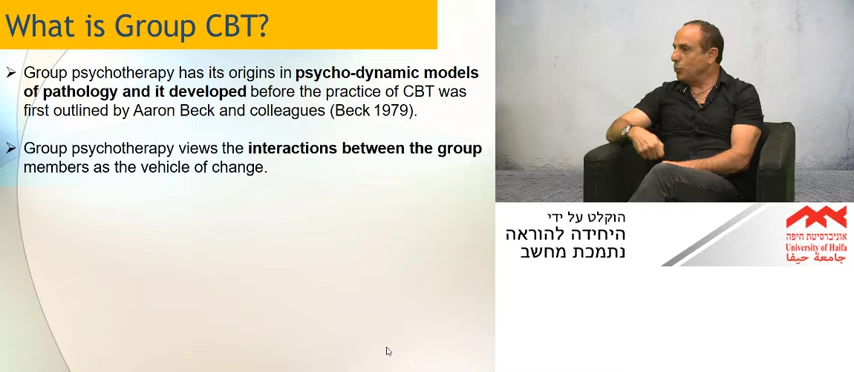 What is Group CBT?
➢ Group psychotherapy has its origins in psycho-dynamic models
of pathology and it developed before the practice of CBT was
first outlined by Aaron Beck and colleagues (Beck 1979).
➢ Group psychotherapy views the interactions between the group
members as the vehicle of change.
הוקלט על ידי
היחידה להוראה
נתמכת מחשב
אוניברסיטת חיפה
University of Haifa
جامعة حيفا